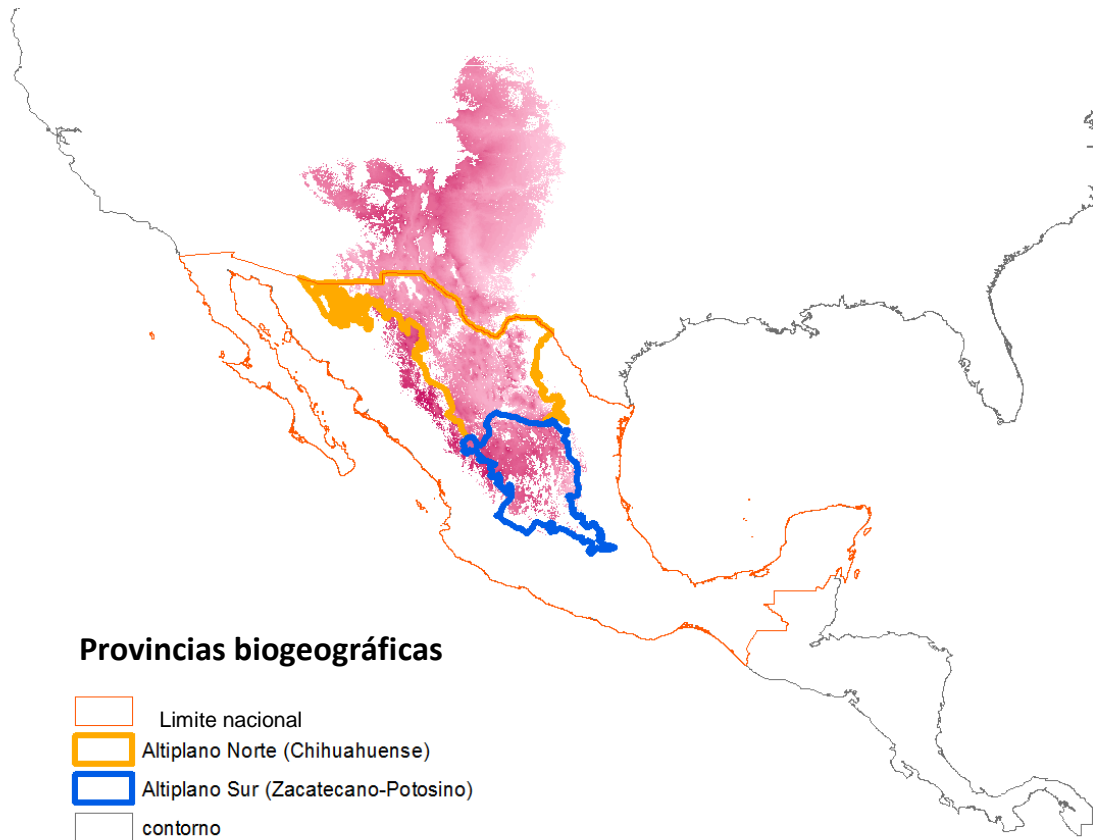 Provincias biogeográficas
Limite nacional
Altiplano Norte (Chihuahuense)
Altiplano Sur (Zacatecano-Potosino)
contorno